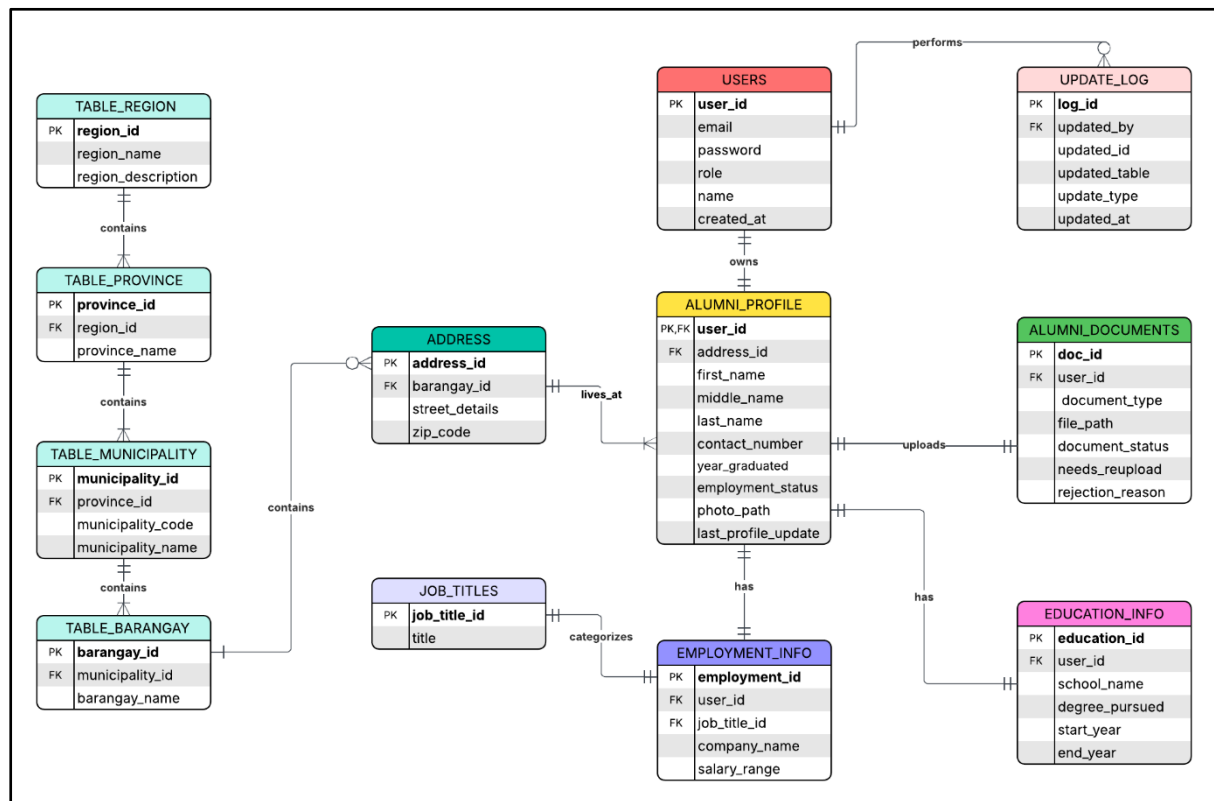 TABLE_REGION
PK region_id
region_name
region_description
contains
TABLE_PROVINCE
PK province_id
FK region_id
province_name
contains
TABLE_MUNICIPALITY
PK municipality_id
FK province_id
municipality_code
municipality_name
contains
TABLE_BARANGAY
PK barangay_id
FK municipality_id
barangay_name
contains
ADDRESS
PK address_id
FK barangay_id
street_details
zip_code
lives_at
JOB_TITLES
PK job_title_id
title
categorizes
USERS
PK user_id
email
password
role
name
created_at
performs
owns
ALUMNI_PROFILE
PK,FK user_id
FK address_id
first_name
middle_name
last_name
contact_number
year_graduated
employment_status
photo_path
last_profile_update
has
EMPLOYMENT_INFO
PK employment_id
FK user_id
FK job_title_id
company_name
salary_range
UPDATE_LOG
PK log_id
FK updated_by
updated_id
updated_table
update_type
updated_at
uploads
ALUMNI_DOCUMENTS
PK doc_id
FK user_id
document_type
file_path
document_status
needs_reupload
rejection_reason
has
EDUCATION_INFO
PK education_id
FK user_id
school_name
degree_pursued
start_year
end_year